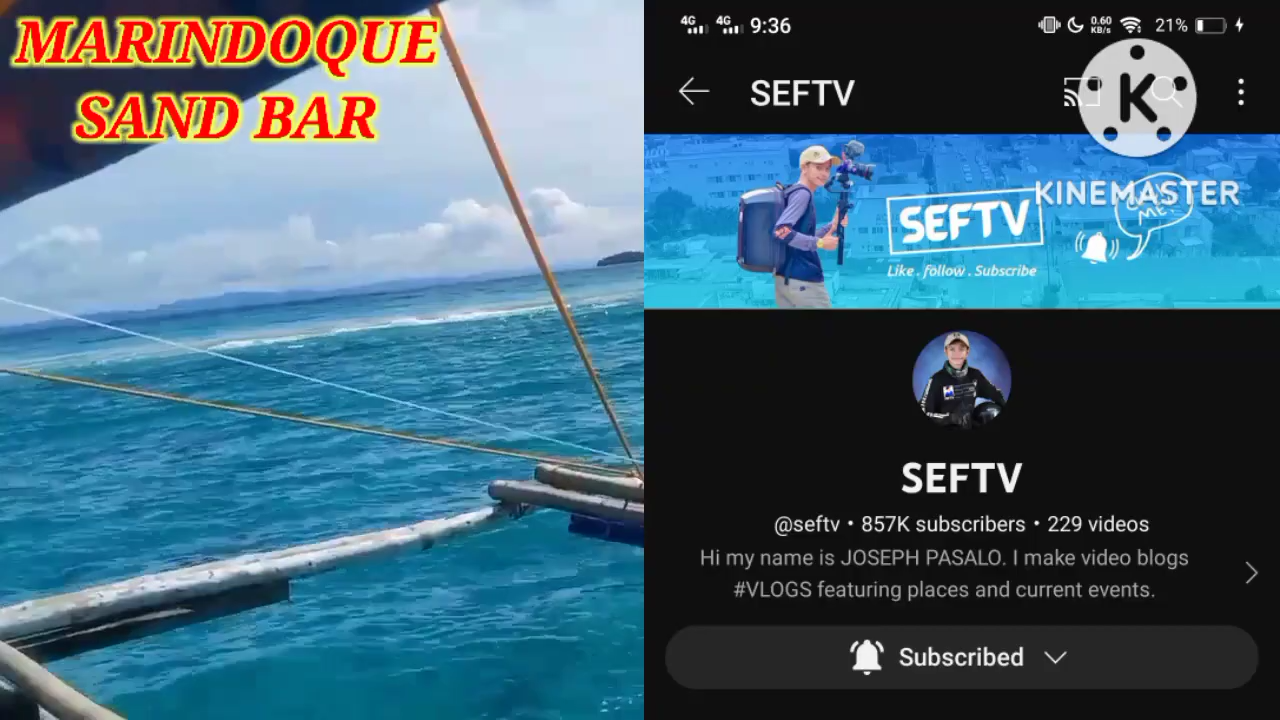 MARINDOQUE
SAND BAR
4G 4G 9:36
0.60
KB/s
21%
SEFTV
K
KINEMASTER
SEFTV
Like . follow . Subscribe
SEFTV
@seftv • 857K subscribers • 229 videos
Hi my name is JOSEPH PASALO. I make video blogs
#VLOGS featuring places and current events.
Subscribed